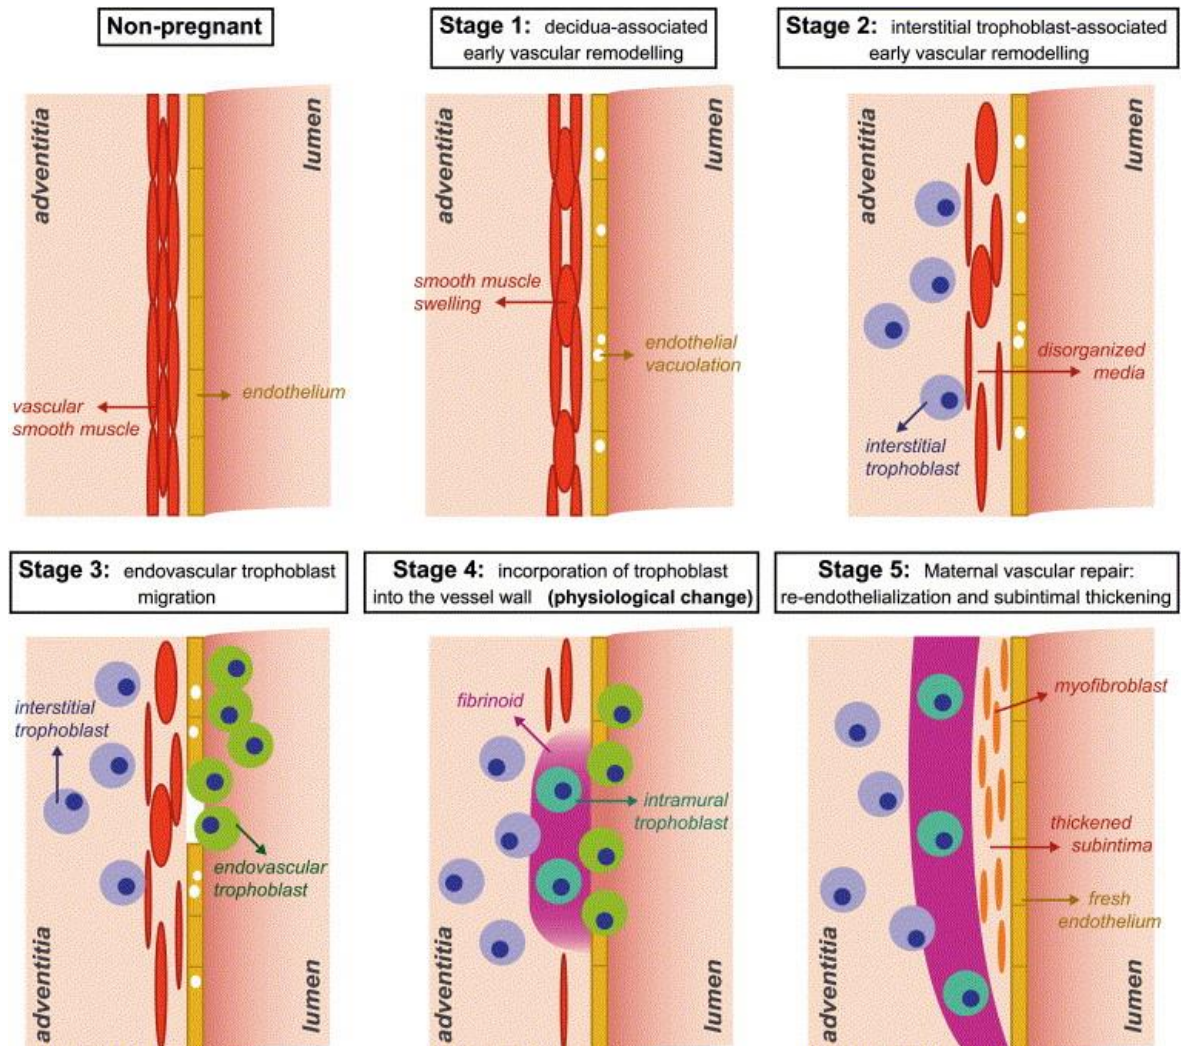 Non-pregnant
adventitia
lumen
vascular
smooth muscle
endothelium
Stage 1: decidua-associated
early vascular remodelling
adventitia
lumen
smooth muscle
swelling
endothelial
vacuolation
Stage 2: interstitial trophoblast-associated
early vascular remodelling
adventitia
lumen
disorganized
media
interstitial
trophoblast
Stage 3: endovascular trophoblast
migration
interstitial
trophoblast
endovascular
trophoblast
adventitia
lumen
Stage 4: incorporation of trophoblast
into the vessel wall (physiological change)
fibrinoid
intramural
trophoblast
adventitia
lumen
Stage 5: Maternal vascular repair:
re-endothelialization and subintimal thickening
myofibroblast
thickened
subintima
fresh
endothelium
adventitia
lumen